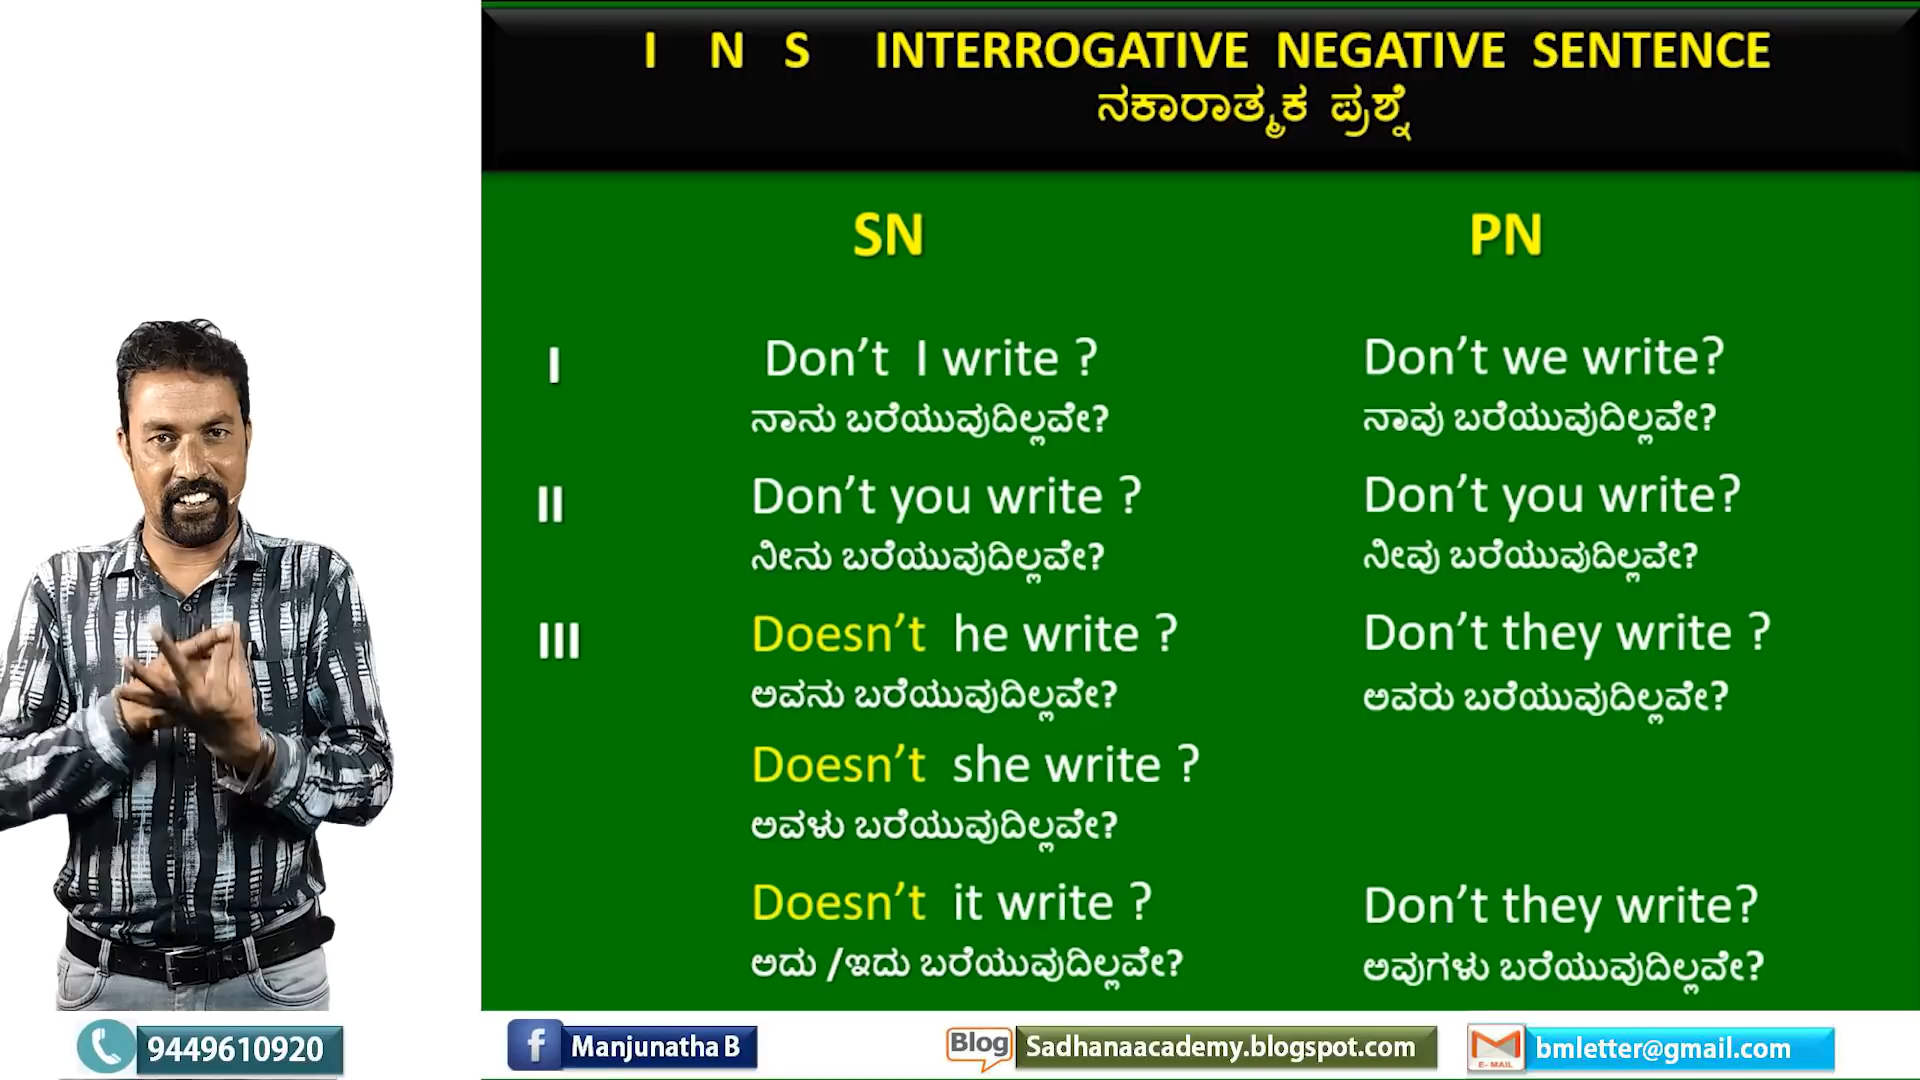 I N S INTERROGATIVE NEGATIVE SENTENCE
ನಕಾರಾತ್ಮಕ ಪ್ರಶ್ನೆ
SN PN
I Don’t I write ? Don’t we write?
ನಾನು ಬರೆಯುವುದಿಲ್ಲವೇ? ನಾವು ಬರೆಯುವುದಿಲ್ಲವೇ?
II Don’t you write ? Don’t you write?
ನೀನು ಬರೆಯುವುದಿಲ್ಲವೇ? ನೀವು ಬರೆಯುವುದಿಲ್ಲವೇ?
III Doesn’t he write ? Don’t they write ?
ಅವನು ಬರೆಯುವುದಿಲ್ಲವೇ? ಅವರು ಬರೆಯುವುದಿಲ್ಲವೇ?
Doesn’t she write ?
ಅವಳು ಬರೆಯುವುದಿಲ್ಲವೇ?
Doesn’t it write ? Don’t they write?
ಅದು /ಇದು ಬರೆಯುವುದಿಲ್ಲವೇ? ಅವುಗಳು ಬರೆಯುವುದಿಲ್ಲವೇ?
9449610920 f Manjunatha B Blog Sadhanaacademy.blogspot.com E-MAIL bmletter@gmail.com